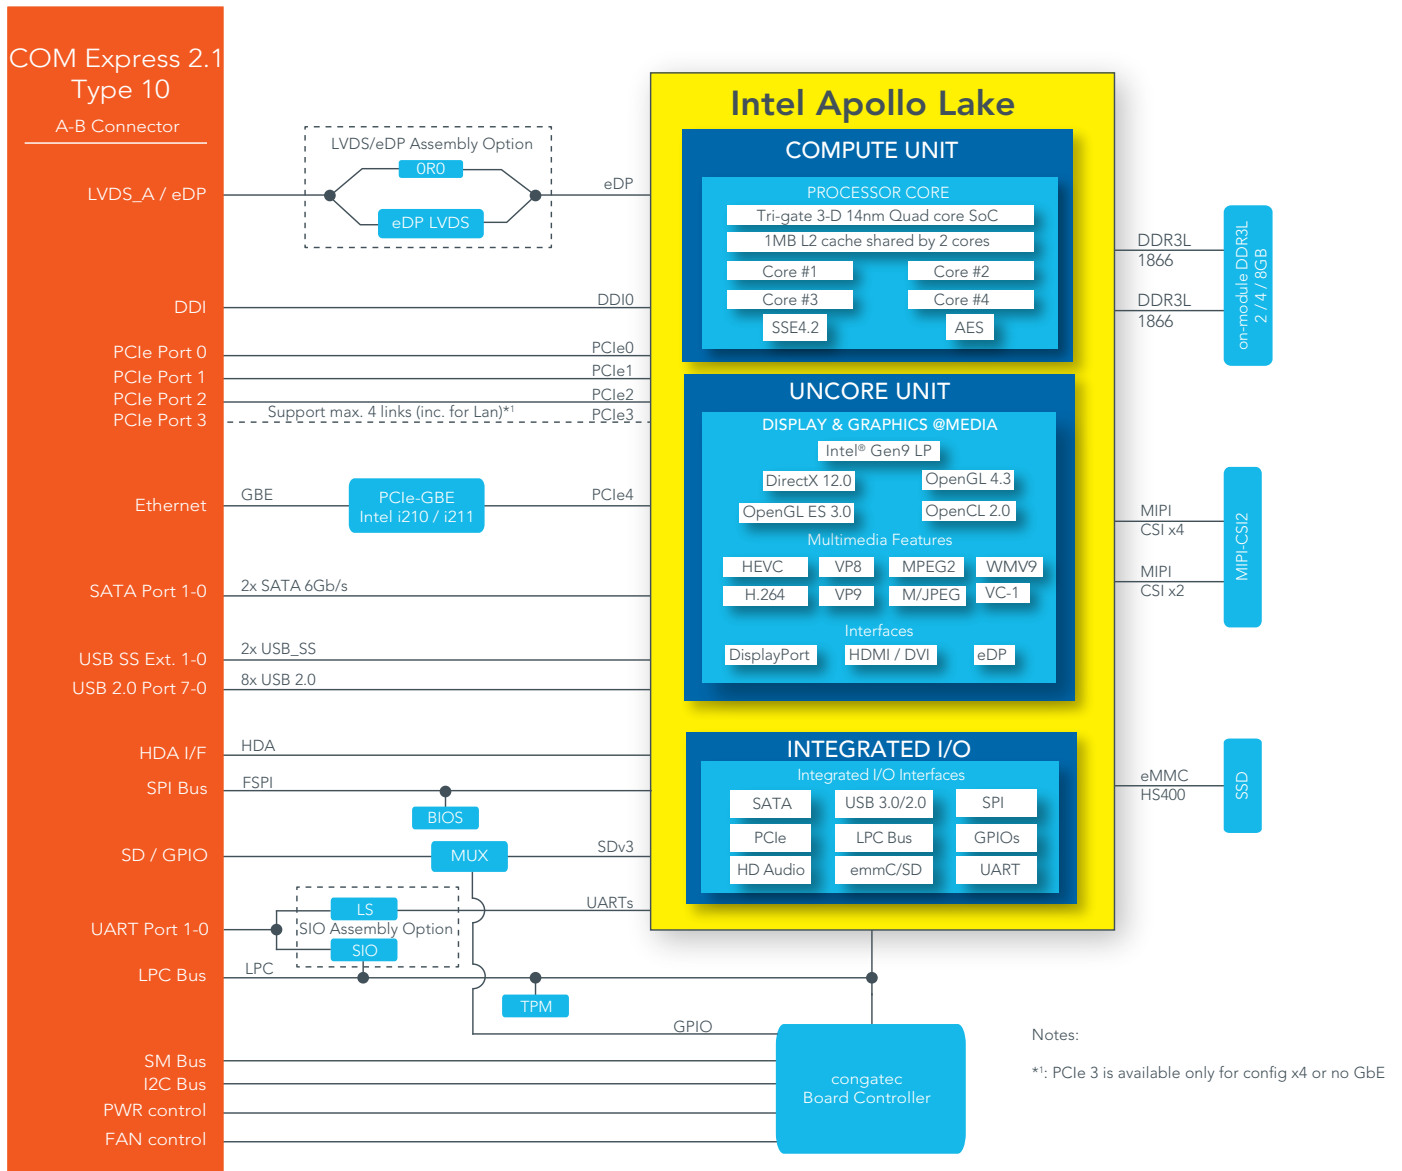 COM Express 2.1
Type 10
A-B Connector
LVDS_A / eDP
DDI
PCIe Port 0
PCIe Port 1
PCIe Port 2
PCIe Port 3
Ethernet
SATA Port 1-0
USB SS Ext. 1-0
USB 2.0 Port 7-0
HDA I/F
SPI Bus
SD / GPIO
UART Port 1-0
LPC Bus
SM Bus
I2C Bus
PWR control
FAN control
LVDS/eDP Assembly Option
0R0
eDP LVDS
eDP
DDI0
PCIe0
PCIe1
PCIe2
Support max. 4 links (inc. for Lan)*1
PCIe3
GBE
PCIe-GBE
Intel i210 / i211
PCIe4
2x SATA 6Gb/s
2x USB_SS
8x USB 2.0
HDA
FSPI
BIOS
MUX
SDv3
LS
SIO Assembly Option
SIO
UARTs
LPC
TPM
GPIO
Intel Apollo Lake
COMPUTE UNIT
PROCESSOR CORE
Tri-gate 3-D 14nm Quad core SoC
1MB L2 cache shared by 2 cores
Core #1
Core #2
Core #3
Core #4
SSE4.2
AES
UNCORE UNIT
DISPLAY & GRAPHICS @MEDIA
Intel® Gen9 LP
DirectX 12.0
OpenGL 4.3
OpenGL ES 3.0
OpenCL 2.0
Multimedia Features
HEVC
VP8
MPEG2
WMV9
H.264
VP9
M/JPEG
VC-1
Interfaces
DisplayPort
HDMI / DVI
eDP
INTEGRATED I/O
Integrated I/O Interfaces
SATA
USB 3.0/2.0
SPI
PCIe
LPC Bus
GPIOs
HD Audio
emmC/SD
UART
congatec
Board Controller
DDR3L
1866
DDR3L
1866
on-module DDR3L
2 / 4 / 8GB
MIPI
CSI x4
MIPI
CSI x2
MIPI-CSI2
eMMC
HS400
SSD
Notes:
*1: PCIe 3 is available only for config x4 or no GbE